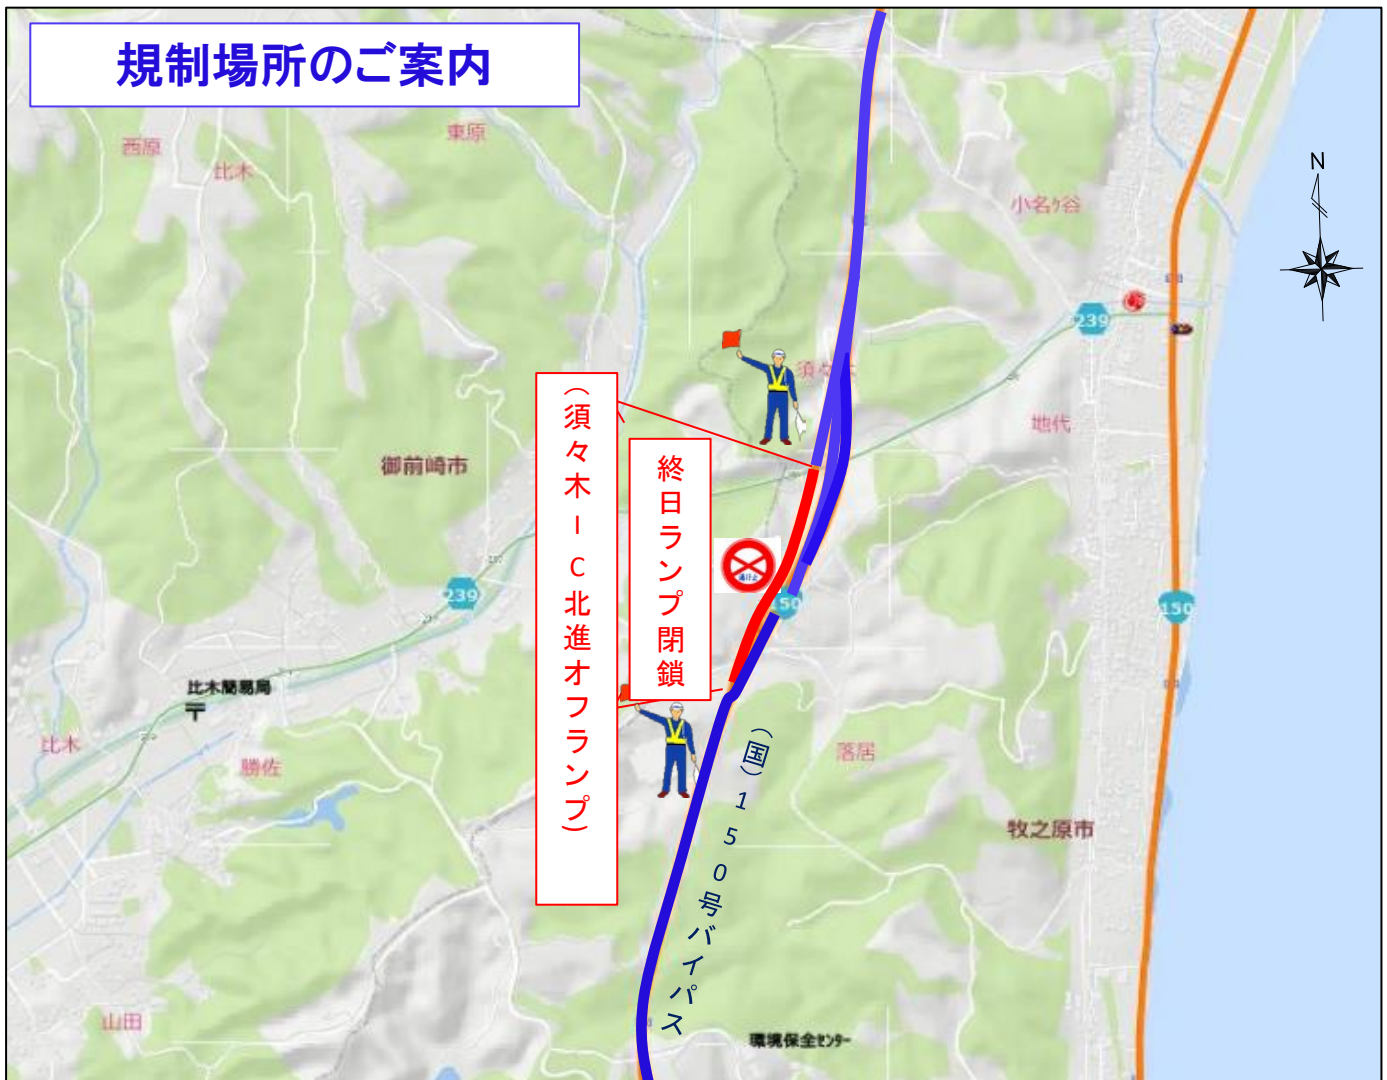 規制場所のご案内
西原
比木
東原
小名ヶ谷
N
239
須々木
地代
御前崎市
(須々木IC北進オフランプ)
終日ランプ閉鎖
通行止
150
239
150
比木簡易局
比木
勝佐
落居
(国)150号バイパス
牧之原市
山田
環境保全センター